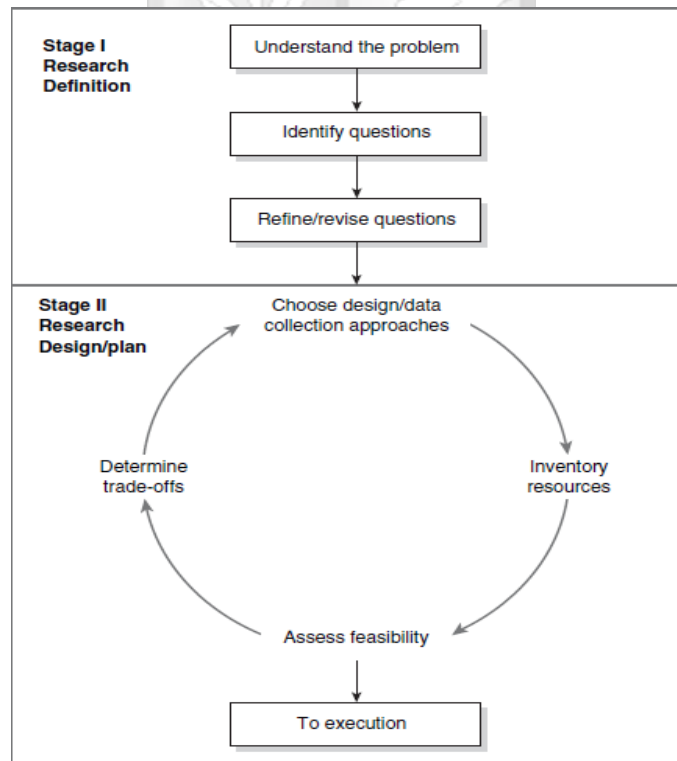 Stage I
Research
Definition
Understand the problem
Identify questions
Refine/revise questions
Stage II
Research
Design/plan
Choose design/data
collection approaches
Determine
trade-offs
Inventory
resources
Assess feasibility
To execution